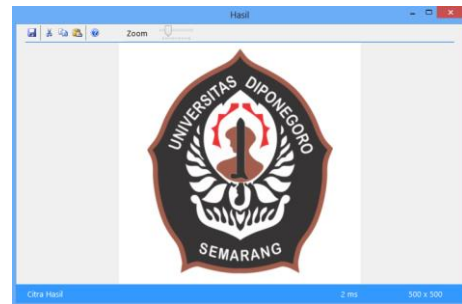 Hasil
Zoom
UNIVERSITAS DIPONEGORO
SEMARANG
Citra Hasil
2 ms
500 x 500